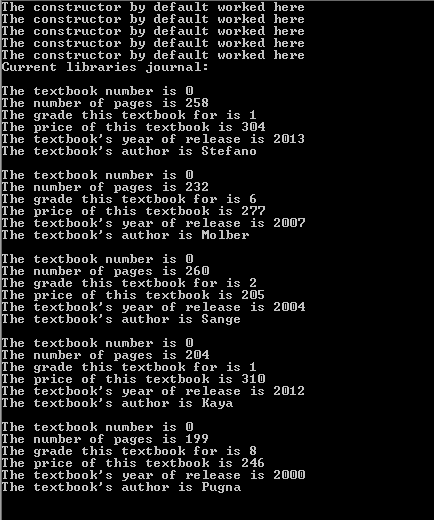 The constructor by default worked here
The constructor by default worked here
The constructor by default worked here
The constructor by default worked here
The constructor by default worked here
Current libraries journal:
The textbook number is 0
The number of pages is 258
The grade this textbook for is 1
The price of this textbook is 304
The textbook's year of release is 2013
The textbook's author is Stefano
The textbook number is 0
The number of pages is 232
The grade this textbook for is 6
The price of this textbook is 277
The textbook's year of release is 2007
The textbook's author is Molber
The textbook number is 0
The number of pages is 260
The grade this textbook for is 2
The price of this textbook is 205
The textbook's year of release is 2004
The textbook's author is Sange
The textbook number is 0
The number of pages is 204
The grade this textbook for is 1
The price of this textbook is 310
The textbook's year of release is 2012
The textbook's author is Kaya
The textbook number is 0
The number of pages is 199
The grade this textbook for is 8
The price of this textbook is 246
The textbook's year of release is 2000
The textbook's author is Pugna